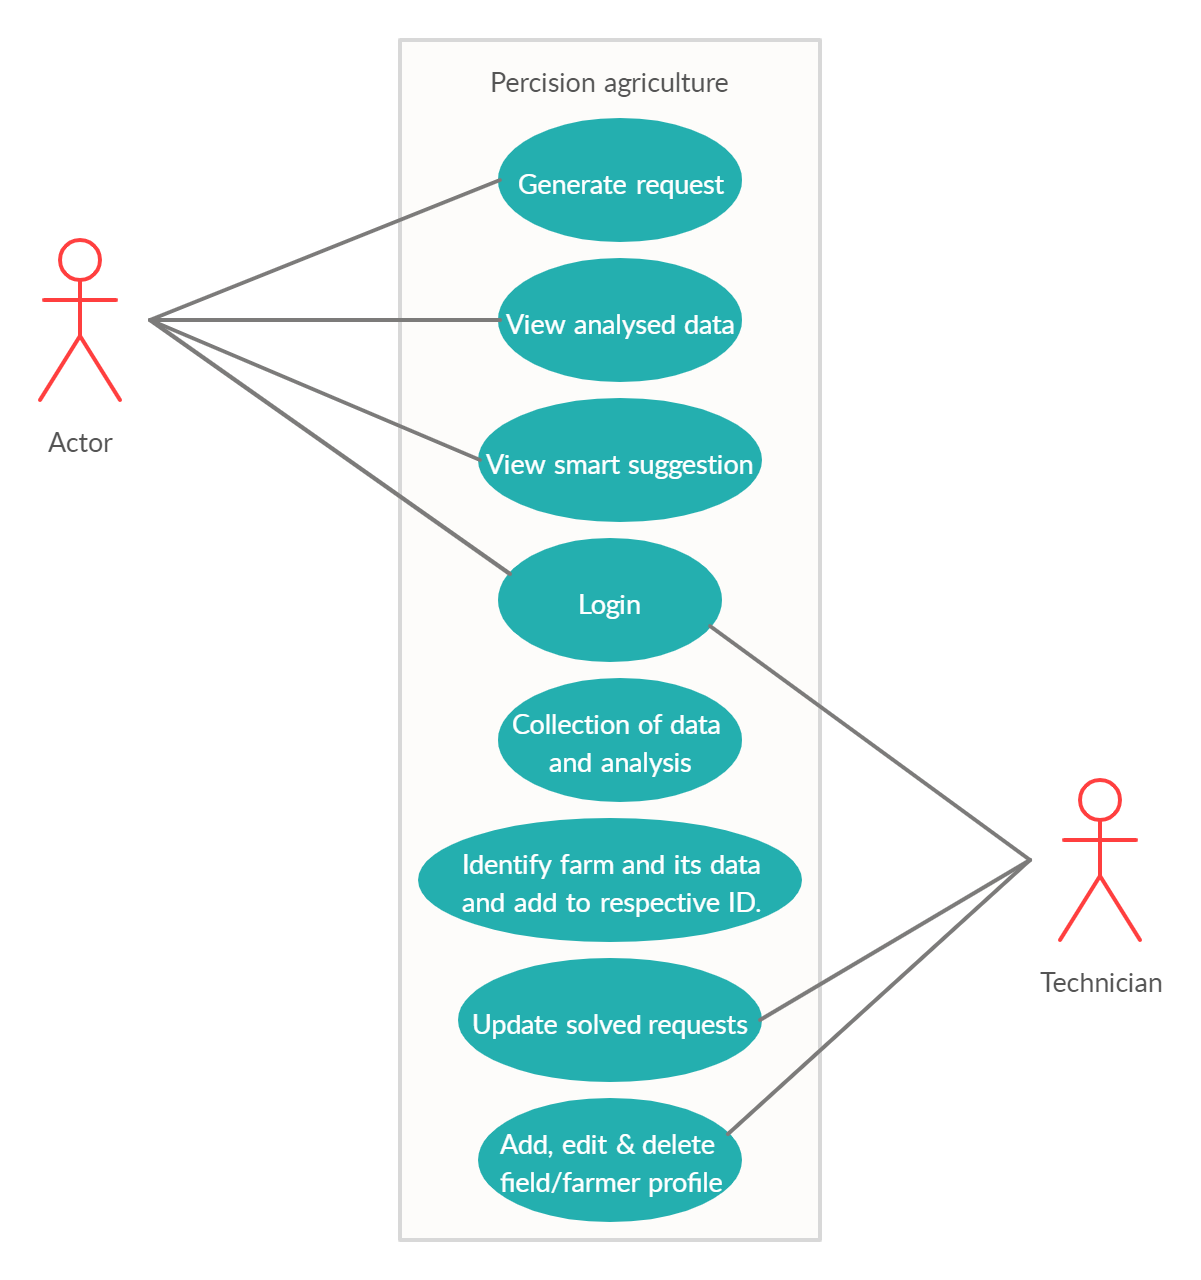 Percision agriculture
Generate request
View analysed data
View smart suggestion
Actor
Login
Collection of data
and analysis
Identify farm and its data
and add to respective ID.
Technician
Update solved requests
Add, edit & delete
field/farmer profile